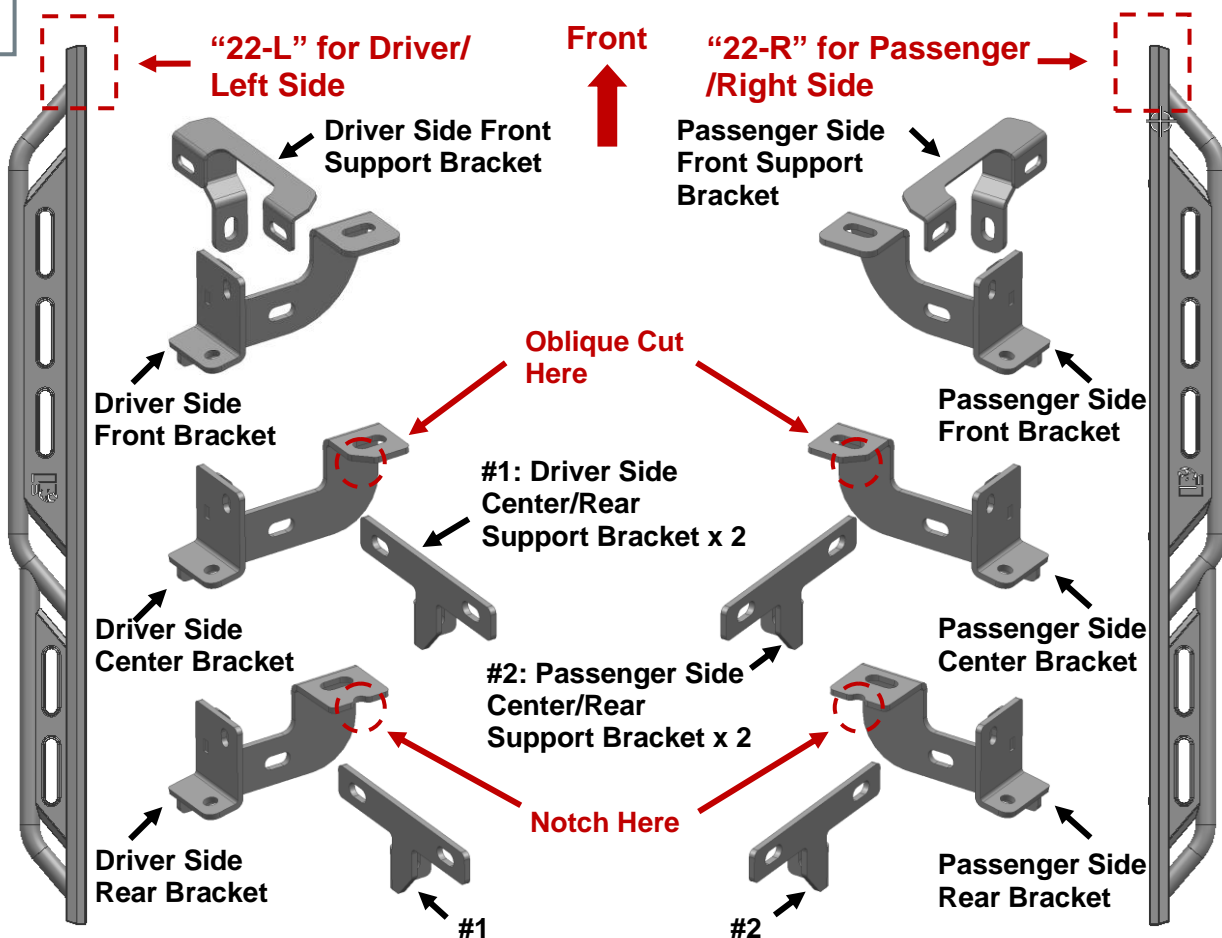 “22-L” for Driver/
Left Side
Front
“22-R” for Passenger
/Right Side
Driver Side Front
Support Bracket
Passenger Side
Front Support
Bracket
Driver Side
Front Bracket
Oblique Cut
Here
Passenger Side
Front Bracket
#1: Driver Side
Center/Rear
Support Bracket x 2
Driver Side
Center Bracket
#2: Passenger Side
Center/Rear
Support Bracket x 2
Passenger Side
Center Bracket
Notch Here
Driver Side
Rear Bracket
Passenger Side
Rear Bracket
#1
#2